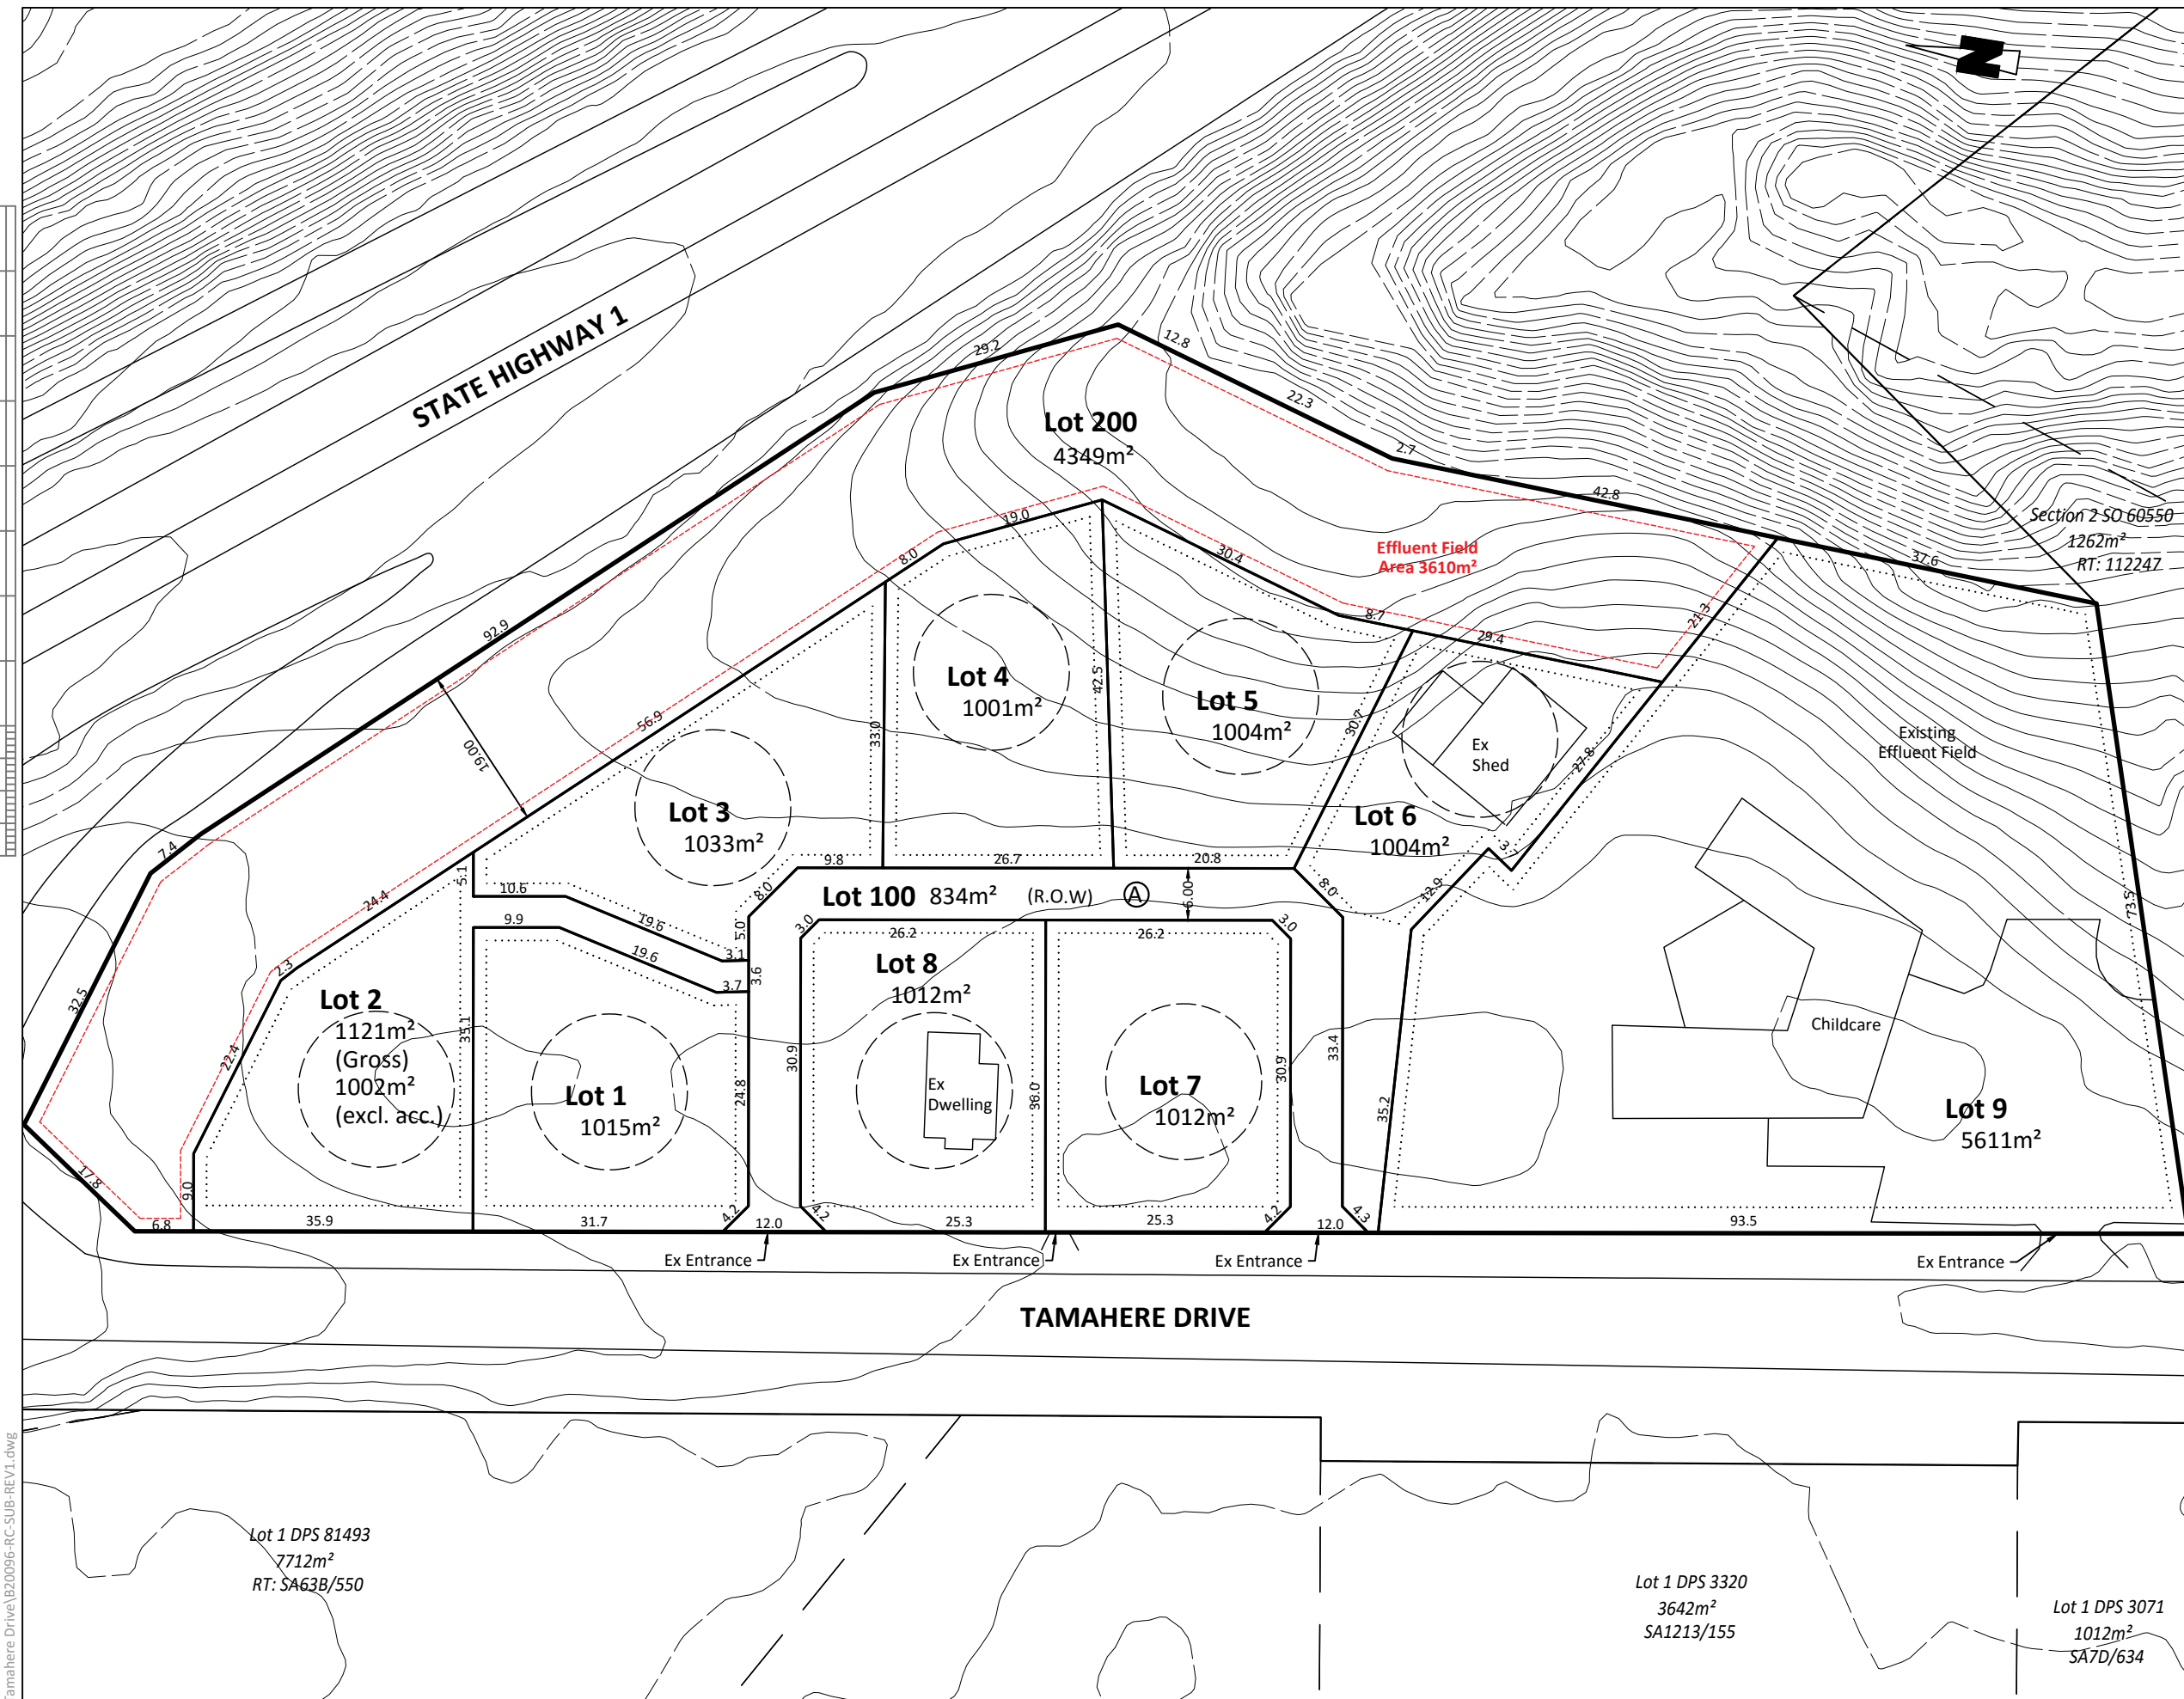 N
STATE HIGHWAY 1
29.2
12.8
22.3
2.7
42.8
37.6
Lot 200
4349m²
Section 2 SO 60550
1262m²
RT: 112247
Effluent Field
Area 3610m²
19.0
8.0
30.4
8.7
29.4
21.3
92.9
56.9
19.00
33.0
42.5
30.7
27.8
Lot 4
1001m²
Lot 5
1004m²
Ex
Shed
Existing
Effluent Field
Lot 3
1033m²
Lot 6
1004m²
7.4
24.4
5.1
10.6
9.9
19.6
19.6
9.8
8.0
26.7
20.8
8.0
3.7
12.9
73.5
Lot 100 834m² (R.O.W) A
6.00
5.0
3.1
3.6
3.7
3.0
26.2
26.2
3.0
2.3
32.5
22.4
Lot 2
1121m²
(Gross)
1002m²
(excl. acc.)
35.1
Lot 1
1015m²
24.8
30.9
Lot 8
1012m²
Ex
Dwelling
36.0
Lot 7
1012m²
30.9
33.4
35.2
Childcare
Lot 9
5611m²
17.8
6.8
9.0
35.9
31.7
4.2
12.0
4.2
25.3
25.3
4.2
12.0
4.3
93.5
Ex Entrance
Ex Entrance
Ex Entrance
Ex Entrance
TAMAHERE DRIVE
Lot 1 DPS 81493
7712m²
RT: SA63B/550
Lot 1 DPS 3320
3642m²
SA1213/155
Lot 1 DPS 3071
1012m²
SA7D/634
Tamahere Drive\B20096-RC-SUB-REV1.dwg